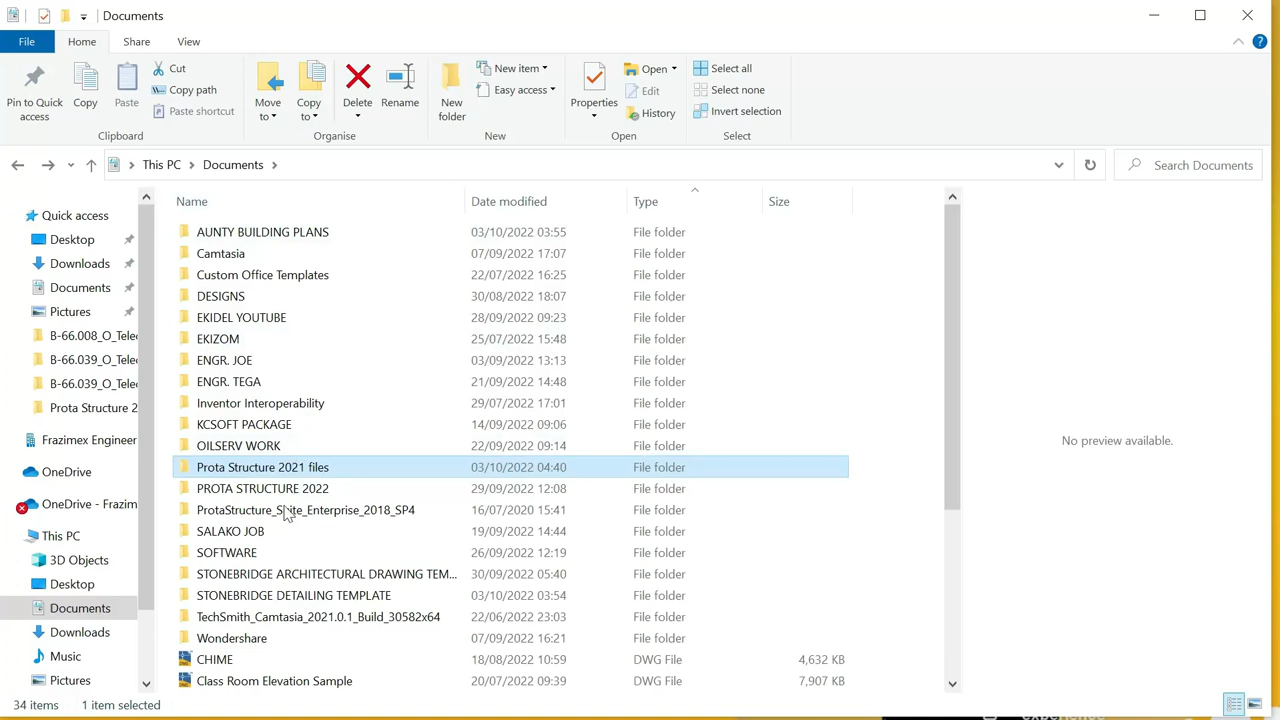 Documents
File Home Share View
Pin to Quick access
Copy
Paste
Cut
Copy path
Paste shortcut
Clipboard
Move to
Copy to
Delete
Rename
Organise
New folder
New item
Easy access
New
Properties
Open
Edit
History
Open
Select all
Select none
Invert selection
Select
This PC > Documents >
Search Documents
Name Date modified Type Size
Quick access
Desktop
Downloads
Documents
Pictures
B-66.008_O_Telec
B-66.039_O_Telec
B-66.039_O_Telec
Prota Structure 2
Frazimex Engineer
OneDrive
OneDrive - Frazim
This PC
3D Objects
Desktop
Documents
Downloads
Music
Pictures
AUNTY BUILDING PLANS 03/10/2022 03:55 File folder
Camtasia 07/09/2022 17:07 File folder
Custom Office Templates 22/07/2022 16:25 File folder
DESIGNS 30/08/2022 18:07 File folder
EKIDEL YOUTUBE 28/09/2022 09:23 File folder
EKIZOM 25/07/2022 15:48 File folder
ENGR. JOE 03/09/2022 13:13 File folder
ENGR. TEGA 21/09/2022 14:48 File folder
Inventor Interoperability 29/07/2022 17:01 File folder
KCSOFT PACKAGE 14/09/2022 09:06 File folder
OILSERV WORK 22/09/2022 09:14 File folder
Prota Structure 2021 files 03/10/2022 04:40 File folder
PROTA STRUCTURE 2022 29/09/2022 12:08 File folder
ProtaStructure_Suite_Enterprise_2018_SP4 16/07/2020 15:41 File folder
SALAKO JOB 19/09/2022 14:44 File folder
SOFTWARE 26/09/2022 12:19 File folder
STONEBRIDGE ARCHITECTURAL DRAWING TEM... 30/09/2022 05:40 File folder
STONEBRIDGE DETAILING TEMPLATE 03/10/2022 03:54 File folder
TechSmith_Camtasia_2021.0.1_Build_30582x64 22/06/2022 23:03 File folder
Wondershare 07/09/2022 16:21 File folder
CHIME 18/08/2022 10:59 DWG File 4,632 KB
Class Room Elevation Sample 20/07/2022 09:39 DWG File 7,907 KB
No preview available.
34 items 1 item selected
experience